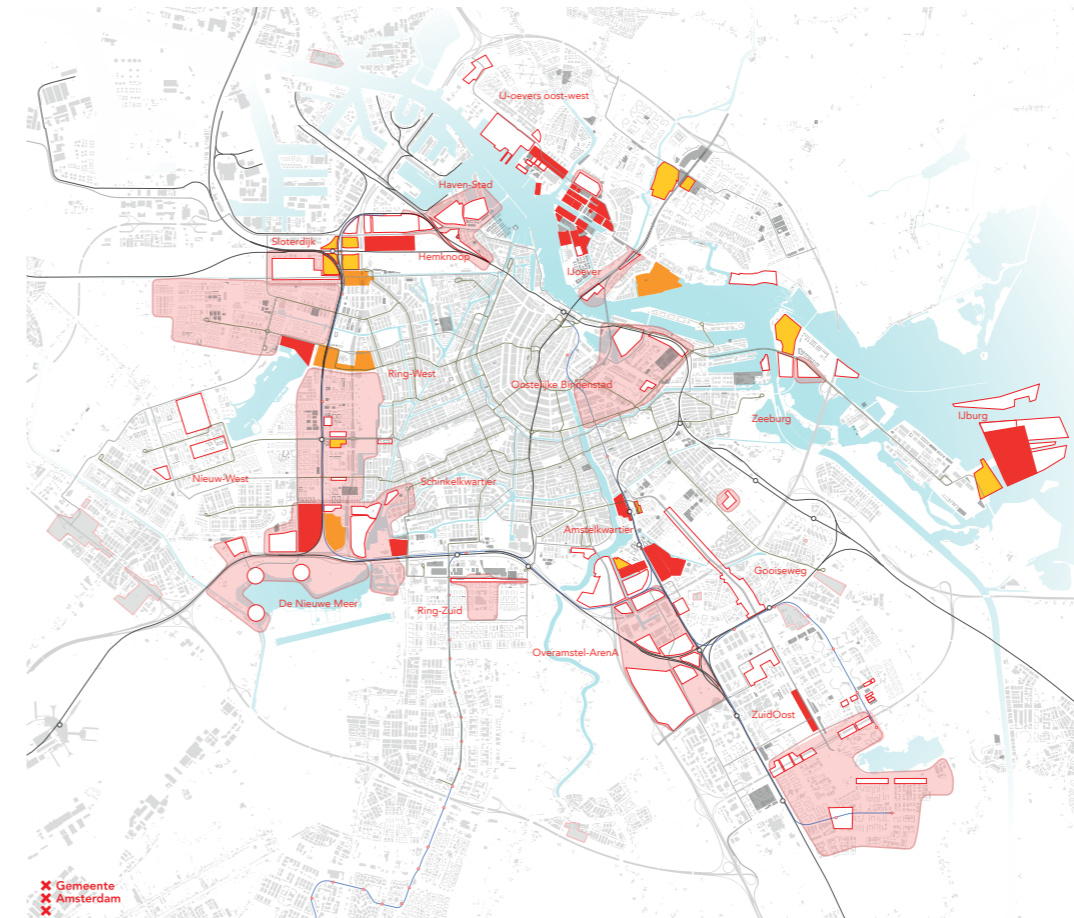 IJ-oevers oost-west
Haven-Stad
Sloterdijk
Hemknoop
IJoever
Ring-West
Oostelijke Binnenstad
Zeeburg
IJburg
Nieuw-West
Schinkelkwartier
Amstelkwartier
Gooiseweg
De Nieuwe Meer
Ring-Zuid
Overamstel-ArenA
ZuidOost
Gemeente
Amsterdam